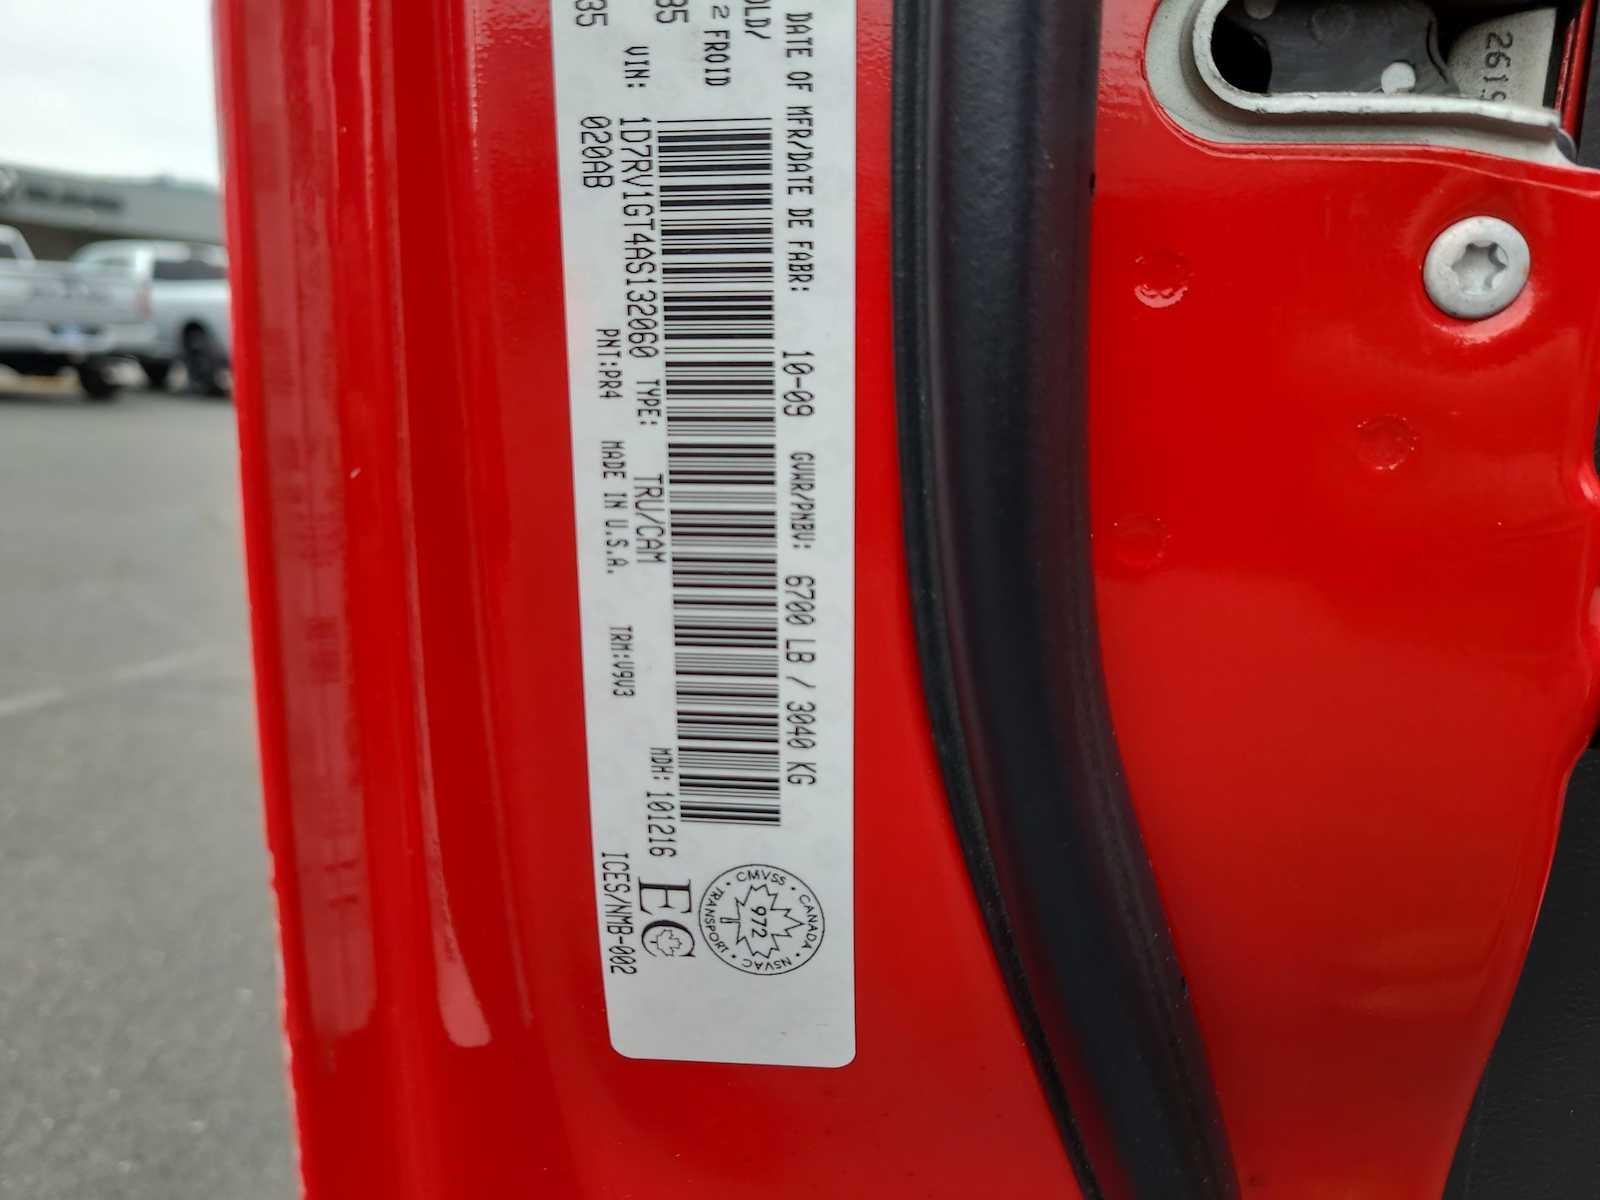 DATE OF MFR/DATE DE FABR: 10-09 GVWR/PNBV: 6700 LB / 3040 KG
OLD/
2 FROID
35
VIN: 1D7RV1GT4AS132060 TYPE: TRU/CAM MDH: 101216
EC
35 020AB PNT:PR4 MADE IN U.S.A. TRM:V9V3 ICES/NMB-002
CMVSS · CANADA · NSVAC · TRANSPORT
972
2619